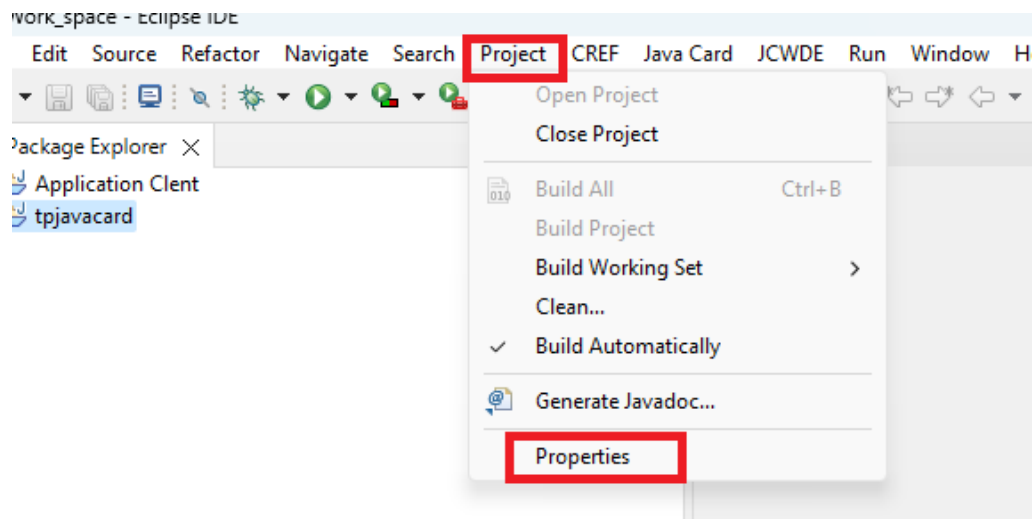 Work_space - Eclipse IDE
Edit Source Refactor Navigate Search Project CREF Java Card JCWDE Run Window H
Package Explorer
Application Clent
tpjavacard
Open Project
Close Project
010 Build All Ctrl+B
Build Project
Build Working Set
Clean...
Build Automatically
@ Generate Javadoc...
Properties